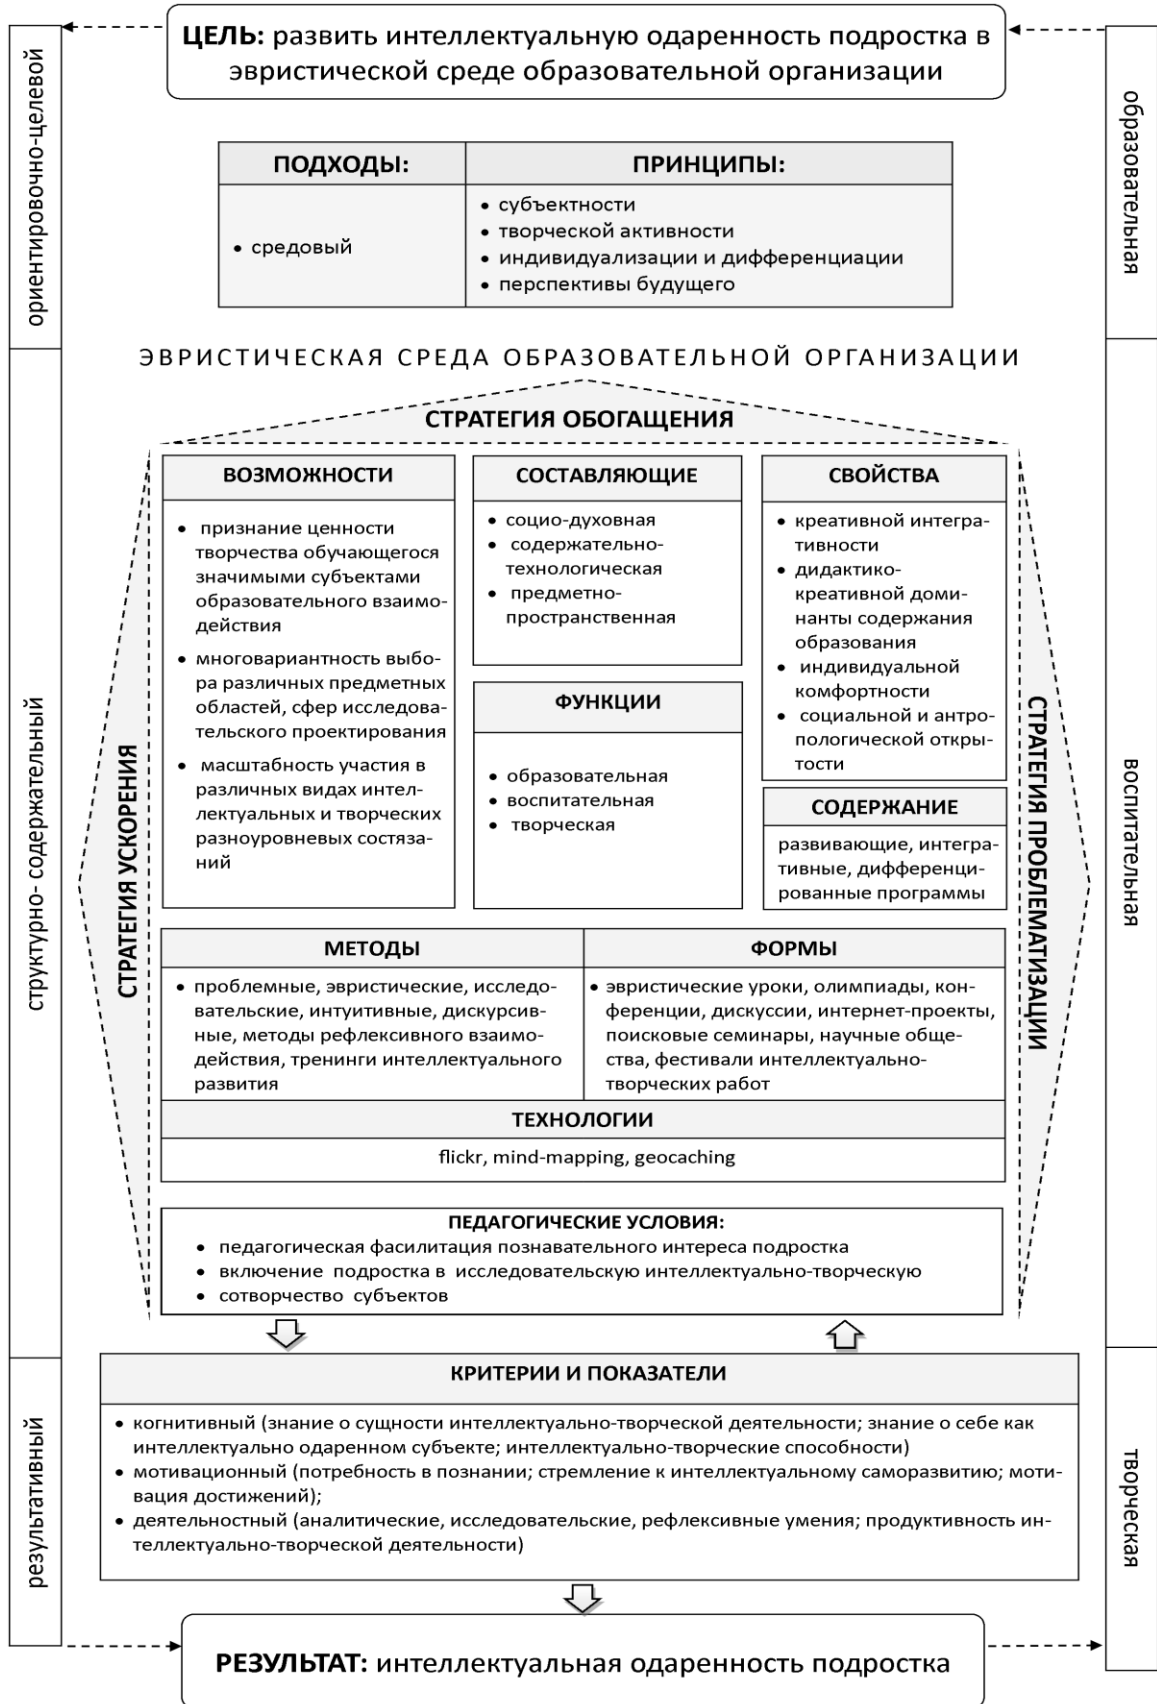 ЦЕЛЬ: развить интеллектуальную одаренность подростка в
эвристической среде образовательной организации
ориентировочно-целевой
образовательная
ПОДХОДЫ:
ПРИНЦИПЫ:
• средовый
• субъектности
• творческой активности
• индивидуализации и дифференциации
• перспективы будущего
ЭВРИСТИЧЕСКАЯ СРЕДА ОБРАЗОВАТЕЛЬНОЙ ОРГАНИЗАЦИИ
СТРАТЕГИЯ ОБОГАЩЕНИЯ
структурно- содержательный
СТРАТЕГИЯ УСКОРЕНИЯ
ВОЗМОЖНОСТИ
• признание ценности
творчества обучающегося
значимыми субъектами
образовательного взаимо-
действия
• многовариантность выбо-
ра различных предметных
областей, сфер исследова-
тельского проектирования
• масштабность участия в
различных видах интел-
лектуальных и творческих
разноуровневых состяза-
ний
СОСТАВЛЯЮЩИЕ
• социо-духовная
• содержательно-
технологическая
• предметно-
пространственная
ФУНКЦИИ
• образовательная
• воспитательная
• творческая
СВОЙСТВА
• креативной интегра-
тивности
• дидактико-
креативной доми-
нанты содержания
образования
• индивидуальной
комфортности
• социальной и антро-
пологической откры-
тости
СОДЕРЖАНИЕ
развивающие, интегра-
тивные, дифференци-
рованные программы
СТРАТЕГИЯ ПРОБЛЕМАТИЗАЦИИ
воспитательная
МЕТОДЫ
• проблемные, эвристические, иссле­до-
вательские, интуитивные, дискурсив-
ные, методы рефлексивного взаимо-
действия, тренинги интеллектуального
развития
ФОРМЫ
• эвристические уроки, олимпиады, кон-
ференции, дискуссии, интернет-проекты,
поисковые семинары, научные обще-
ства, фестивали интеллектуально-
творческих работ
ТЕХНОЛОГИИ
flickr, mind-mapping, geocaching
ПЕДАГОГИЧЕСКИЕ УСЛОВИЯ:
• педагогическая фасилитация познавательного интереса подростка
• включение подростка в исследовательскую интеллектуально-творческую
• сотворчество субъектов
результативный
КРИТЕРИИ И ПОКАЗАТЕЛИ
• когнитивный (знание о сущности интеллектуально-творческой деятельности; знание о себе как
интеллектуально одаренном субъекте; интеллектуально-творческие способности)
• мотивационный (потребность в познании; стремление к интеллектуальному саморазвитию; моти-
вация достижений);
• деятельностный (аналитические, исследовательские, рефлексивные умения; продуктивность ин-
теллектуально-творческой деятельности)
творческая
РЕЗУЛЬТАТ: интеллектуальная одаренность подростка